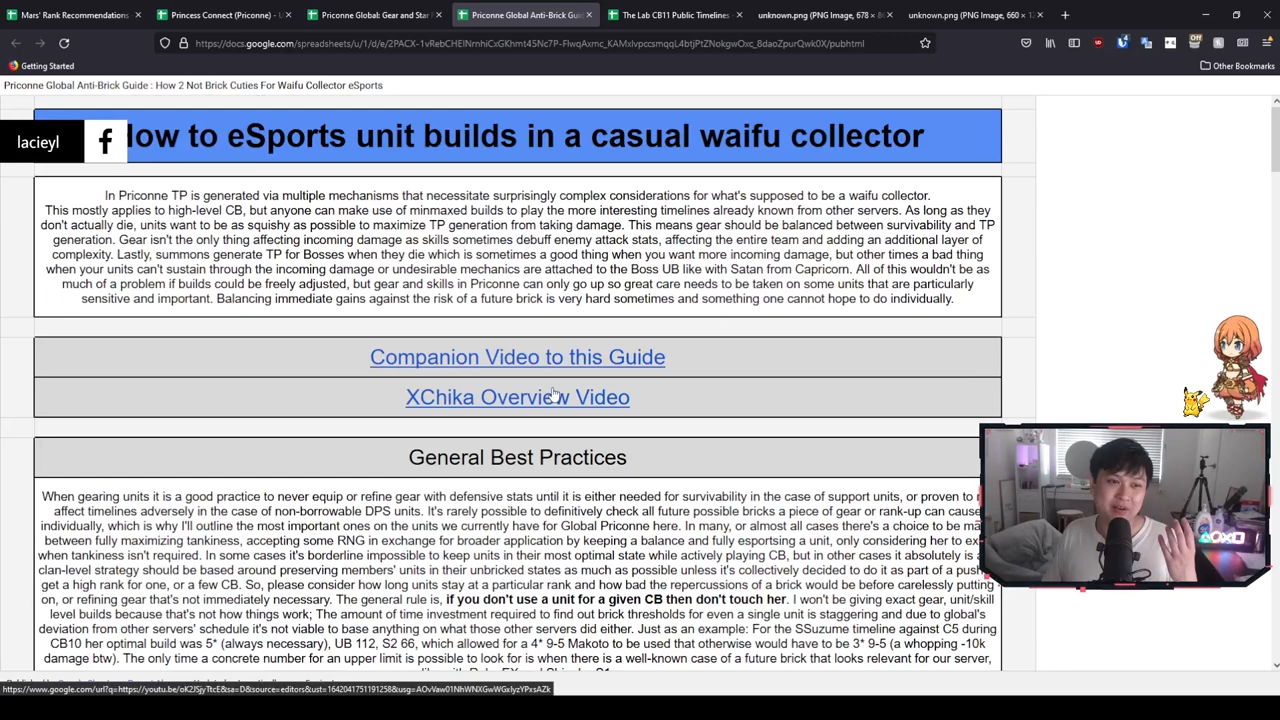 Mars' Rank Recommendations
Princess Connect (Priconne) - U
Priconne Global: Gear and Star
Priconne Global Anti-Brick Guid
The Lab CB11 Public Timelines
unknown.png (PNG Image, 678 × 8
unknown.png (PNG Image, 660 × 12
Getting Started
Other Bookmarks
Priconne Global Anti-Brick Guide : How 2 Not Brick Cuties For Waifu Collector eSports
lacieyl
How to eSports unit builds in a casual waifu collector
In Priconne TP is generated via multiple mechanisms that necessitate surprisingly complex considerations for what's supposed to be a waifu collector.
This mostly applies to high-level CB, but anyone can make use of minmaxed builds to play the more interesting timelines already known from other servers. As long as they
don't actually die, units want to be as squishy as possible to maximize TP generation from taking damage. This means gear should be balanced between survivability and TP
generation. Gear isn't the only thing affecting incoming damage as skills sometimes debuff enemy attack stats, affecting the entire team and adding an additional layer of
complexity. Lastly, summons generate TP for Bosses when they die which is sometimes a good thing when you want more incoming damage, but other times a bad thing
when your units can't sustain through the incoming damage or undesirable mechanics are attached to the Boss UB like with Satan from Capricorn. All of this wouldn't be as
much of a problem if builds could be freely adjusted, but gear and skills in Priconne can only go up so great care needs to be taken on some units that are particularly
sensitive and important. Balancing immediate gains against the risk of a future brick is very hard sometimes and something one cannot hope to do individually.
Companion Video to this Guide
XChika Overview Video
General Best Practices
When gearing units it is a good practice to never equip or refine gear with defensive stats until it is either needed for survivability in the case of support units, or proven to
affect timelines adversely in the case of non-borrowable DPS units. It's rarely possible to definitively check all future possible bricks a piece of gear or rank-up can cause
individually, which is why I'll outline the most important ones on the units we currently have for Global Priconne here. In many, or almost all cases there's a choice to be
between fully maximizing tankiness, accepting some RNG in exchange for broader application by keeping a balance and fully esportsing a unit, only considering her to
when tankiness isn't required. In some cases it's borderline impossible to keep units in their most optimal state while actively playing CB, but in other cases it absolutely is
clan-level strategy should be based around preserving members' units in their unbricked states as much as possible unless it's collectively decided to do it as part of a push
get a high rank for one, or a few CB. So, please consider how long units stay at a particular rank and how bad the repercussions of a brick would be before carelessly putting
on, or refining gear that's not immediately necessary. The general rule is, if you don't use a unit for a given CB then don't touch her. I won't be giving exact gear, unit/skill
level builds because that's not how things work; The amount of time investment required to find out brick thresholds for even a single unit is staggering and due to global's
deviation from other servers' schedule it's not viable to base anything on what those other servers did either. Just as an example: For the SSuzume timeline against C5 during
CB10 her optimal build was 5* (always necessary), UB 112, S2 66, which allowed for a 4* 9-5 Makoto to be used that otherwise would have to be 3* 9-5 (a whopping -10k
damage btw). The only time a concrete number for an upper limit is possible to look for is when there is a well-known case of a future brick that looks relevant for our server,